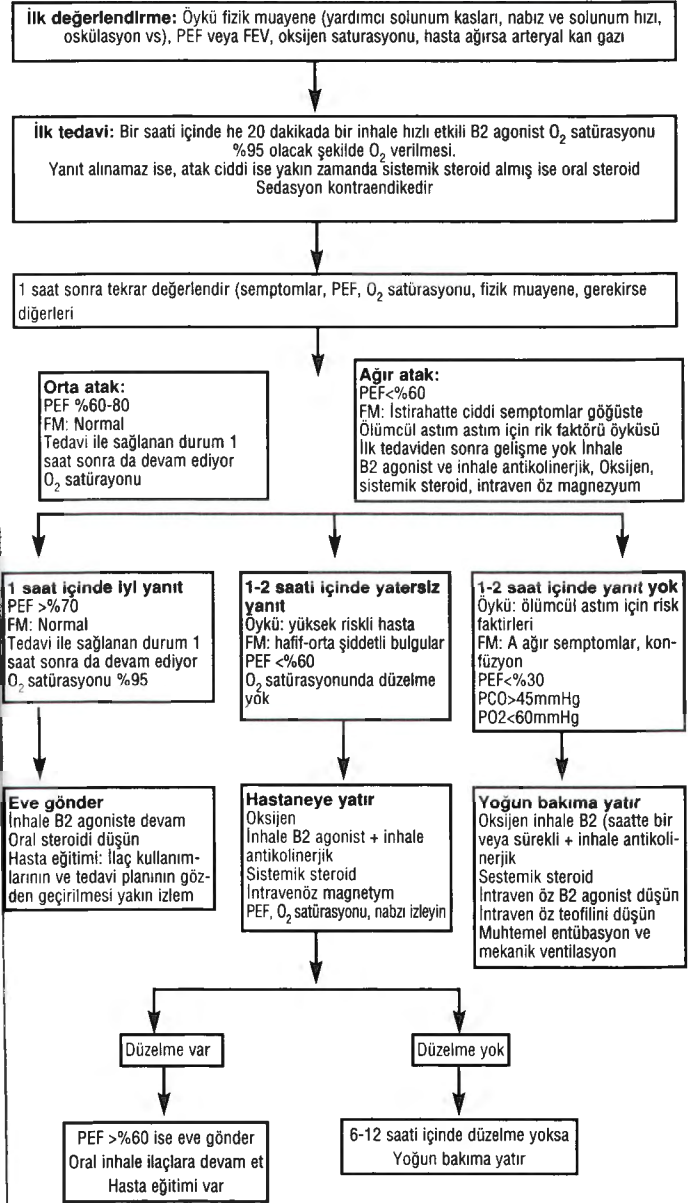 İlk değerlendIrme: Öykü fizik muayene (yardımcı solunum kasları, nabız ve solunum hızı,
oskülasyon vs), PEF veya FEV, oksijen saturasyonu, hasta ağırsa arteryal kan gazı
İlk tedavi: Bir saati içinde he 20 dakikada bir inhale hızlı etkili B2 agonist O2 satürasyonu
%95 olacak şekilde O2 verilmesi.
Yanıt alınamaz ise, atak ciddi ise yakın zamanda sistemik steroid almış ise oral steroid
Sedasyon kontraendikedir
1 saat sonra tekrar değerlendir (semptomlar, PEF, O2 satürasyonu, fizik muayene, gerekirse
diğerleri
Orta atak:
PEF %60-80
FM: Normal
Tedavi ile sağlanan durum 1
saat sonra da devam ediyor
O2 satürayonu
Ağır atak:
PEF<%60
FM: İstirahatte ciddi semptomlar göğüste
Ölümcül astım astım için rik faktörü öyküsü
İlk tedaviden sonra gelişme yok İnhale
B2 agonist ve inhale antikolinerjik, Oksijen,
sistemik steroid, intraven öz magnezyum
1 saat içinde iyI yanıt
PEF >%70
FM: Normal
Tedavi ile sağlanan durum 1
saat sonra da devam ediyor
O2 satürasyonu %95
1-2 saati içinde yatersiz
yanıt
Öykü: yüksek riskli hasta
FM: hafif-orta şiddetli bulgular
PEF <%60
O2 satürasyonunda düzelme
yok
1-2 saat içinde yanıt yok
Öykü: ölümcül astım için risk
faktirleri
FM: A ağır semptomlar, kon-
füzyon
PEF<%30
PCO>45mmHg
PO2<60mmHg
Eve gönder
İnhale B2 agoniste devam
Oral steroidi düşün
Hasta eğitimi: İlaç kullanım-
larının ve tedavi planının göz-
den geçirilmesi yakın izlem
Hastaneye yatır
Oksijen
İnhale B2 agonist + inhale
antikolinerjik
Sistemik steroid
İntravenöz magnetym
PEF, O2 satürasyonu, nabzı izleyin
Yoğun bakıma yatır
Oksijen inhale B2 (saatte bir
veya sürekli + inhale antikoli-
nerjik
Sestemik steroid
İntraven öz B2 agonist düşün
İntraven öz teofilini düşün
Muhtemel entübasyon ve
mekanik ventilasyon
Düzelme var
Düzelme yok
PEF >%60 ise eve gönder
Oral inhale ilaçlara devam et
Hasta eğitimi var
6-12 saati içinde düzelme yoksa
Yoğun bakıma yatır